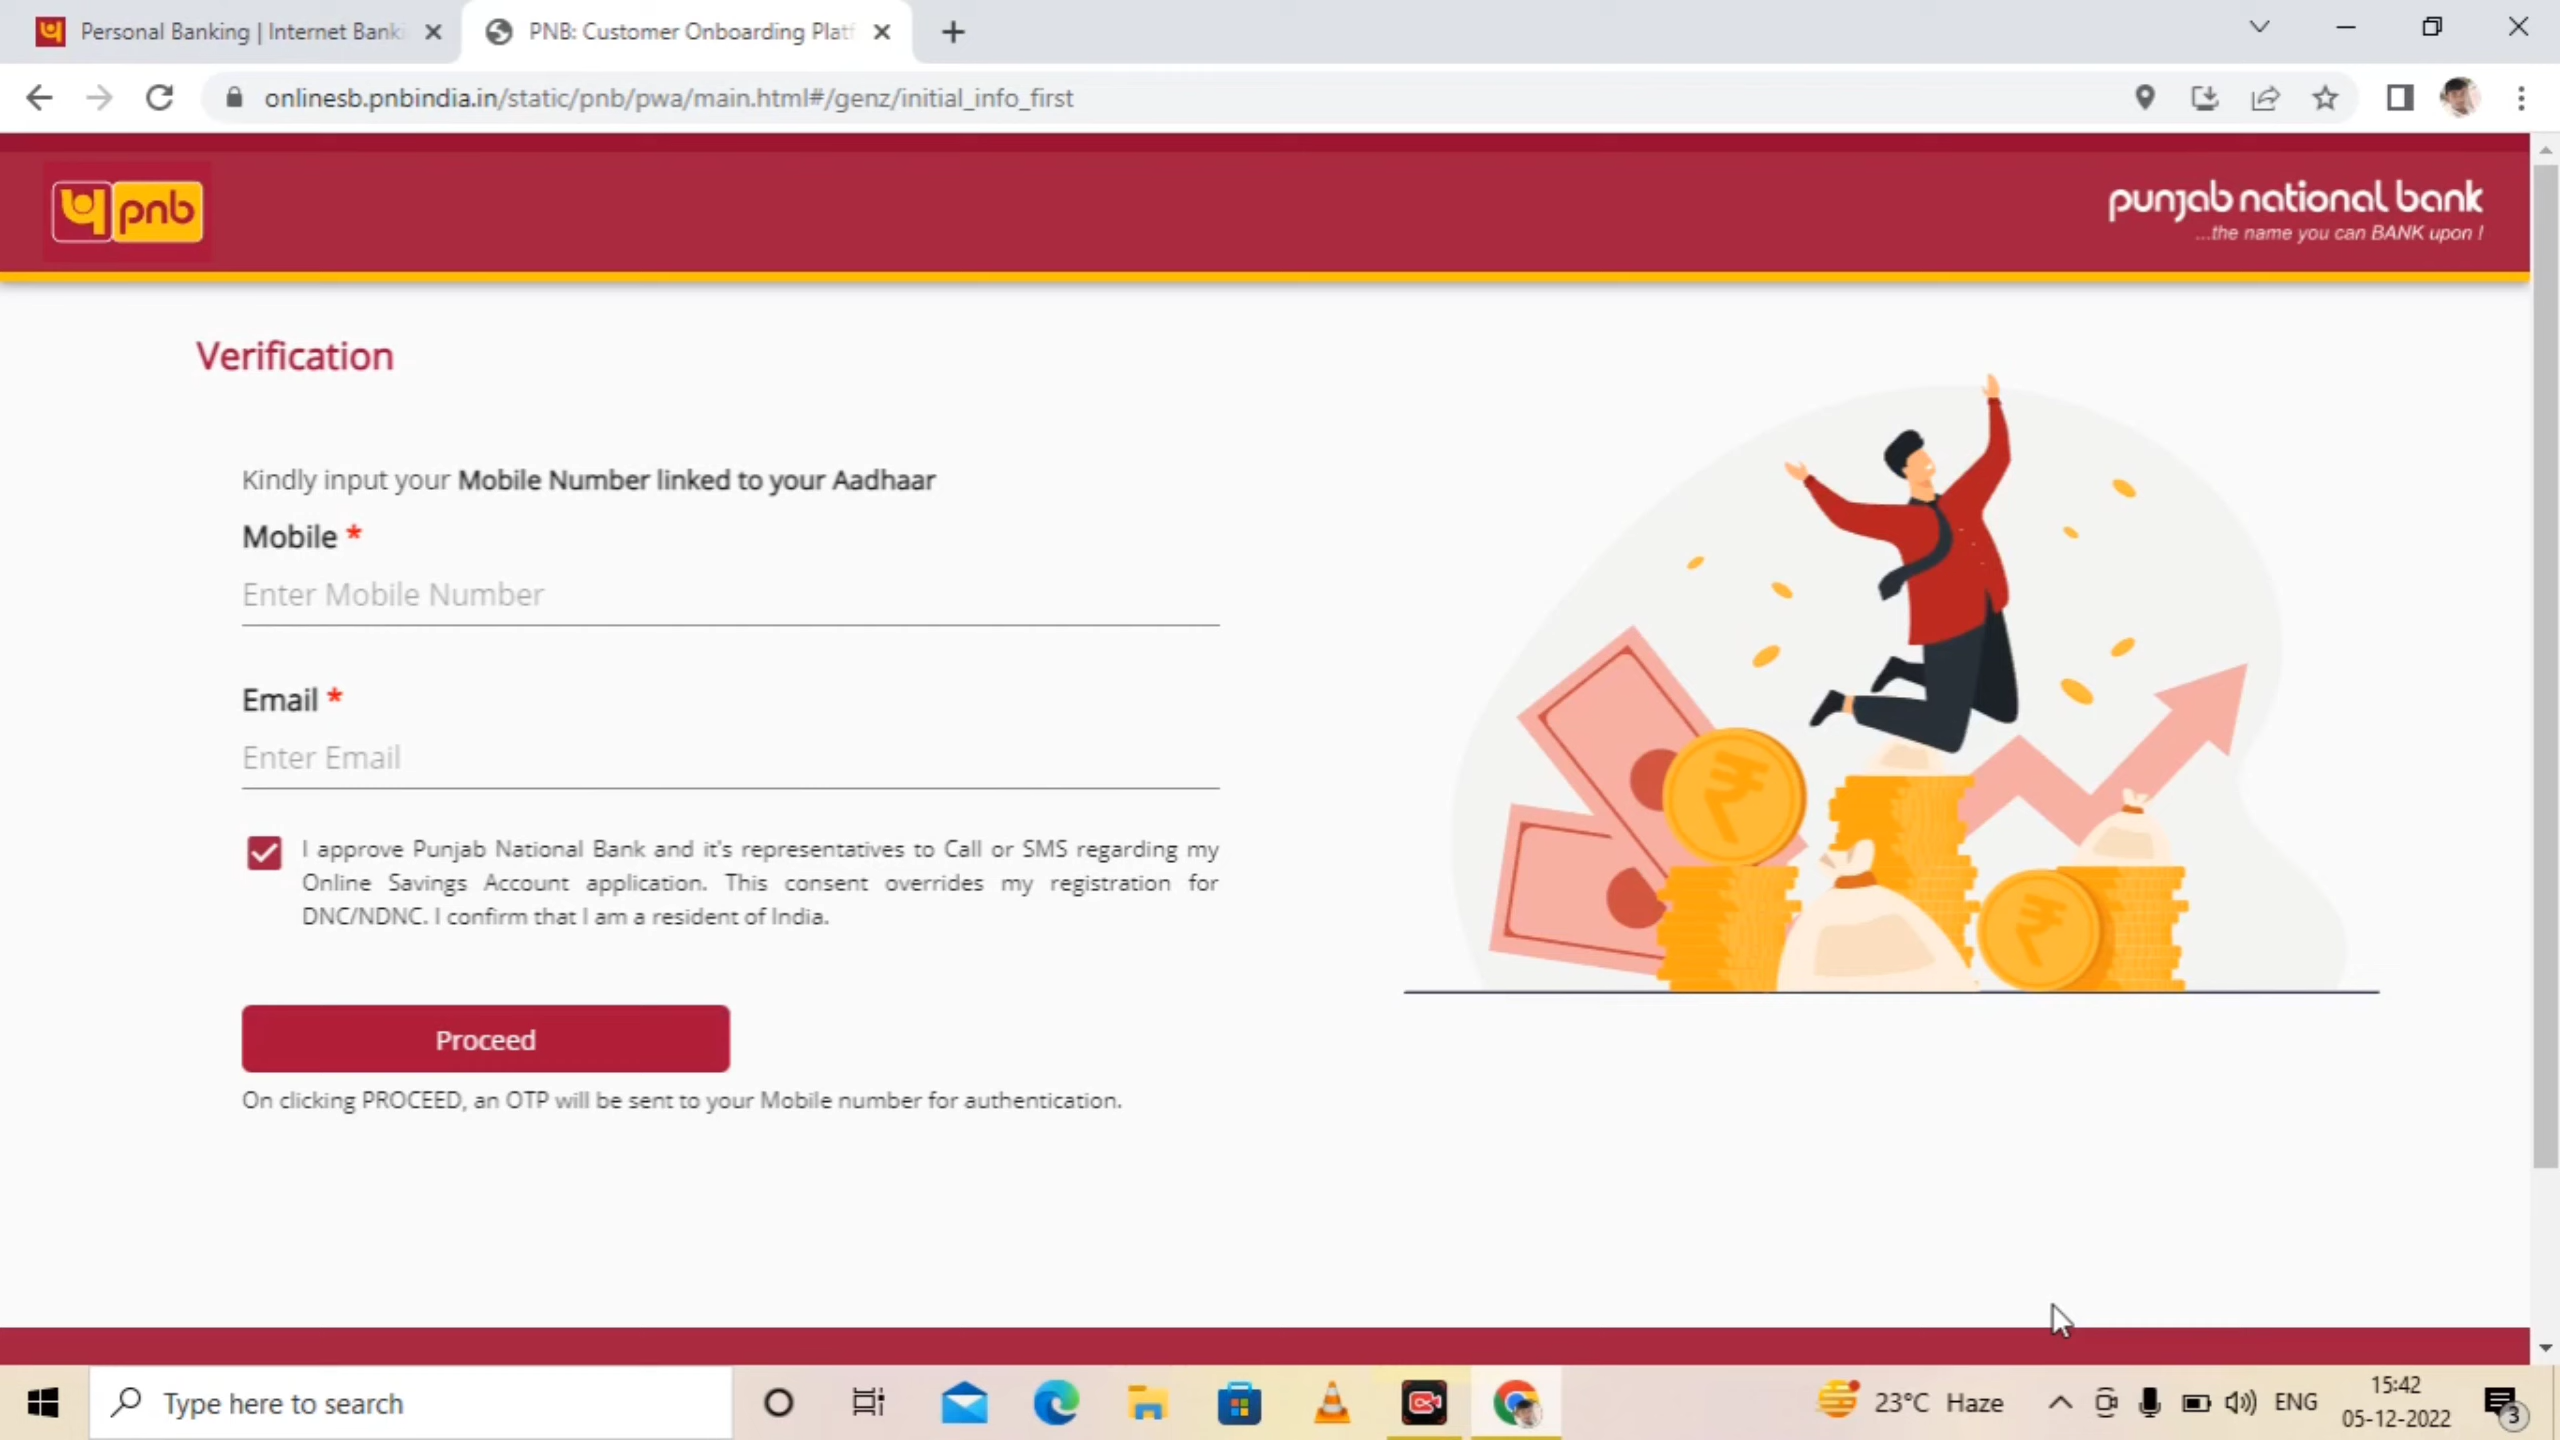 Personal Banking | Internet Banki
PNB: Customer Onboarding Platf
onlinesb.pnbindia.in/static/pnb/pwa/main.html#/genz/initial_info_first
pnb
punjab national bank
...the name you can BANK upon !
Verification
Kindly input your Mobile Number linked to your Aadhaar
Mobile *
Enter Mobile Number
Email *
Enter Email
I approve Punjab National Bank and it's representatives to Call or SMS regarding my
Online Savings Account application. This consent overrides my registration for
DNC/NDNC. I confirm that I am a resident of India.
Proceed
On clicking PROCEED, an OTP will be sent to your Mobile number for authentication.
₹
₹
Type here to search
23°C Haze
ENG
15:42
05-12-2022
3